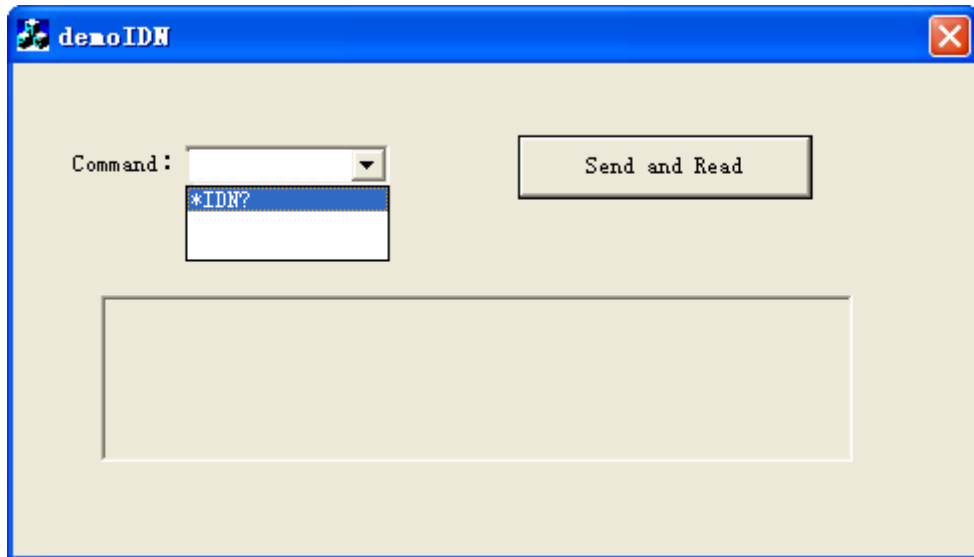 demoIDN
Command：
Send and Read
*IDN?